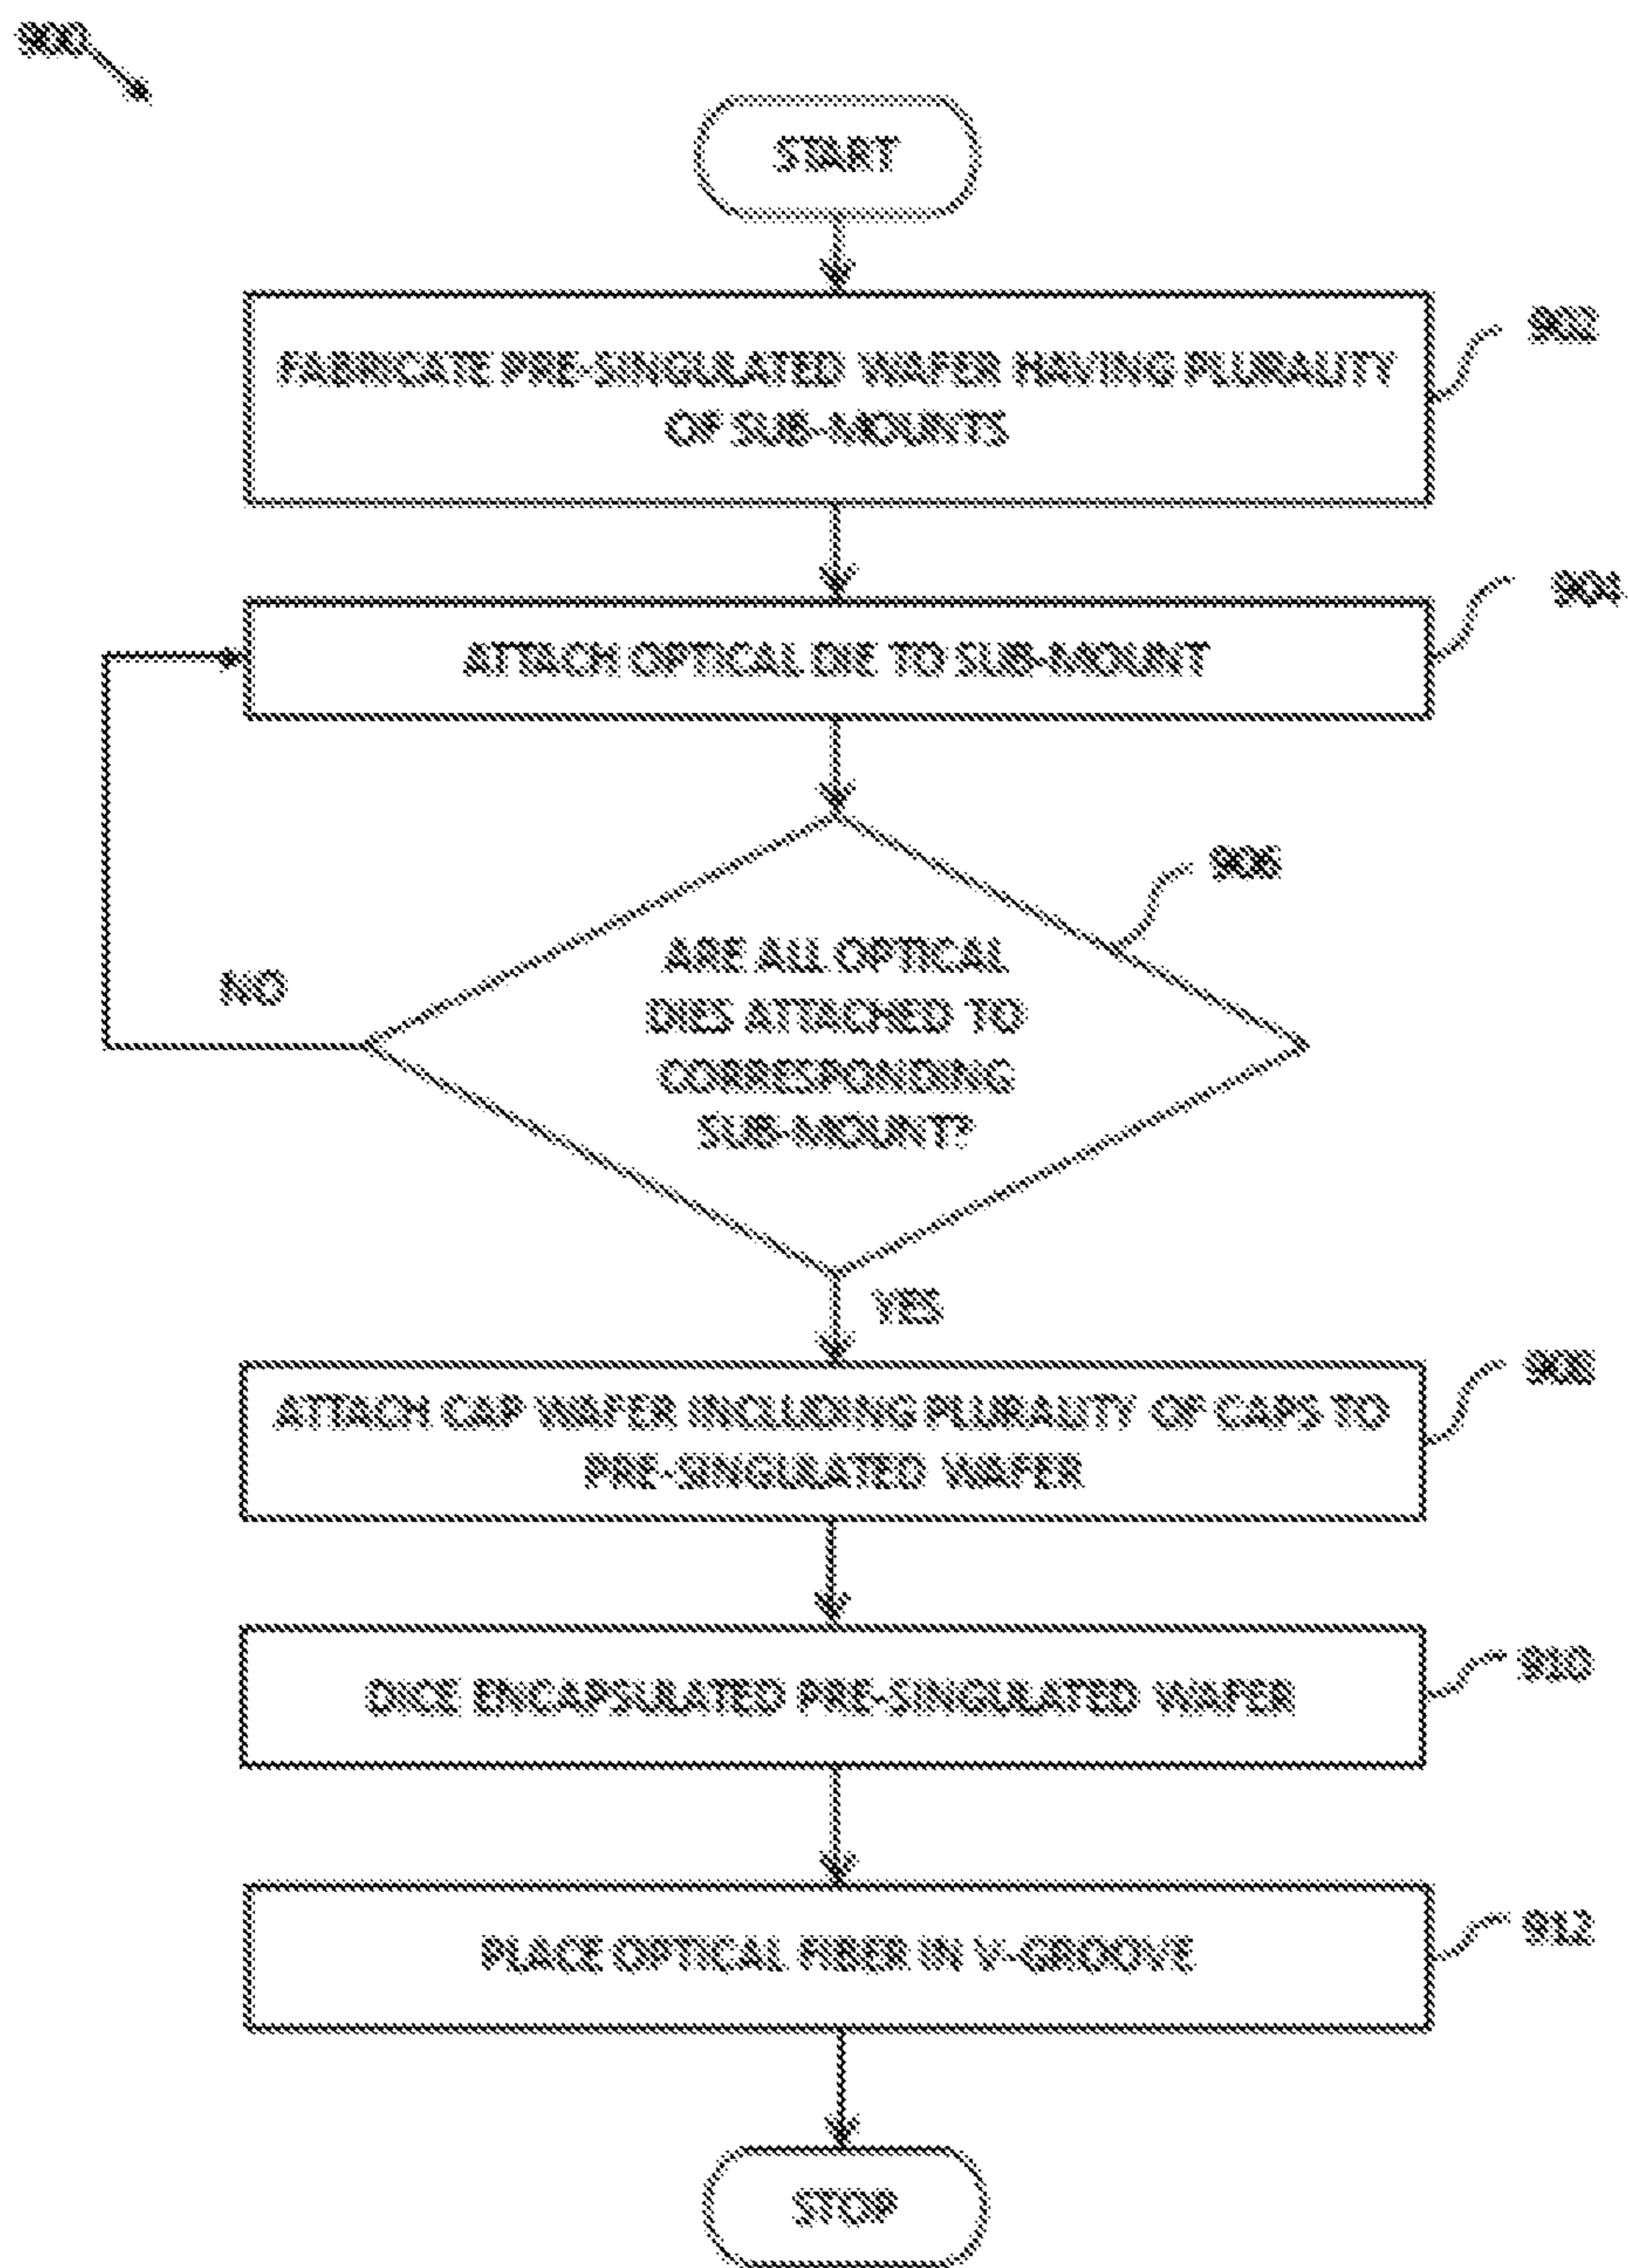 900
START
FABRICATE PRE-SINGULATED WAFER HAVING PLURALITY
OF SUB-MOUNTS
902
ATTACH OPTICAL DIE TO SUB-MOUNT
904
ARE ALL OPTICAL
DIES ATTACHED TO
CORRESPONDING
SUB-MOUNT?
906
NO
YES
ATTACH CAP WAFER INCLUDING PLURALITY OF CAPS TO
PRE-SINGULATED WAFER
908
DICE ENCAPSULATED PRE-SINGULATED WAFER
910
PLACE OPTICAL FIBER IN V-GROOVE
912
STOP